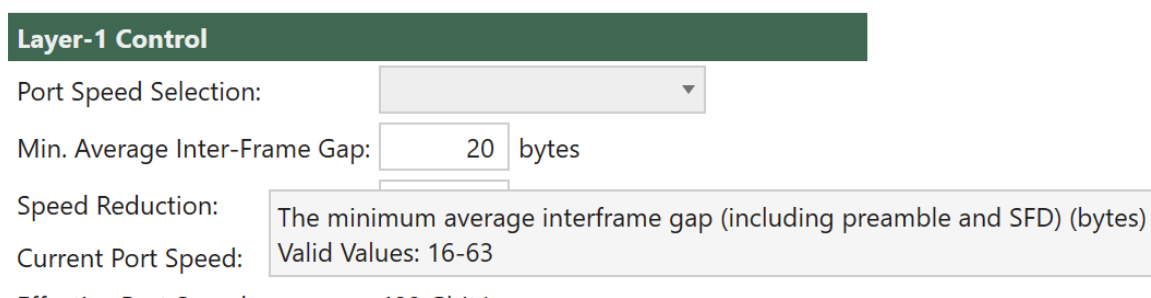 Layer-1 Control
Port Speed Selection:
Min. Average Inter-Frame Gap: 20 bytes
Speed Reduction:
The minimum average interframe gap (including preamble and SFD) (bytes)
Valid Values: 16-63
Current Port Speed: